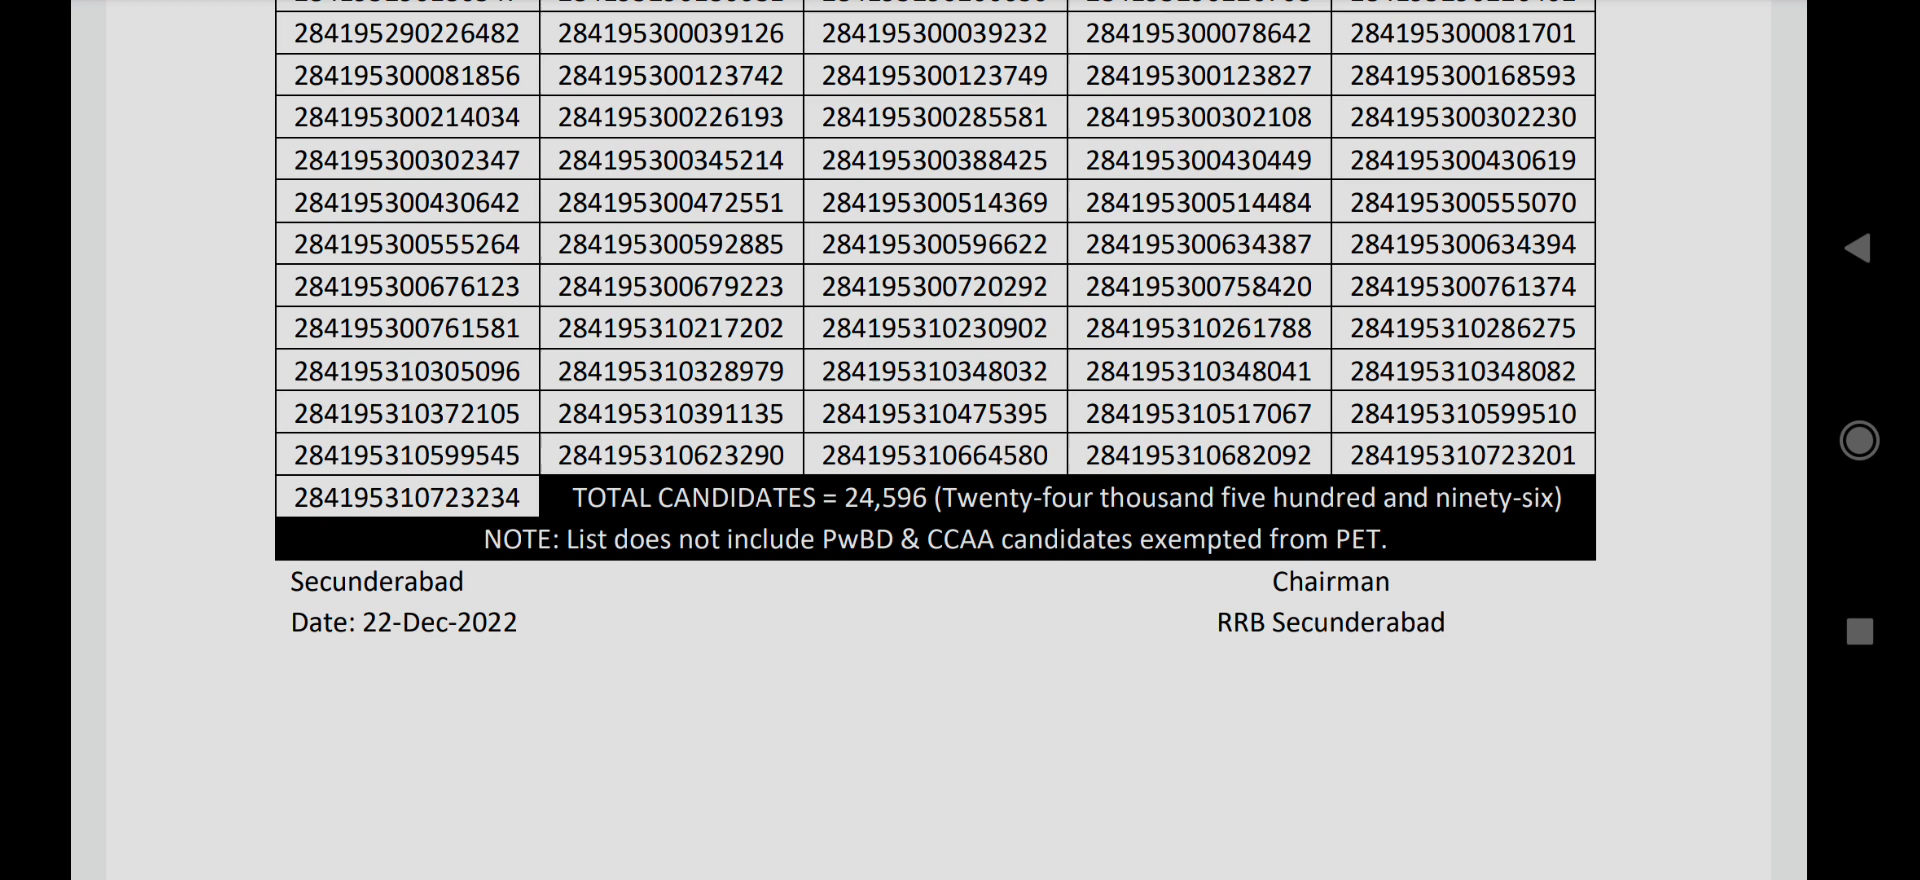 284195290226482 284195300039126 284195300039232 284195300078642 284195300081701
284195300081856 284195300123742 284195300123749 284195300123827 284195300168593
284195300214034 284195300226193 284195300285581 284195300302108 284195300302230
284195300302347 284195300345214 284195300388425 284195300430449 284195300430619
284195300430642 284195300472551 284195300514369 284195300514484 284195300555070
284195300555264 284195300592885 284195300596622 284195300634387 284195300634394
284195300676123 284195300679223 284195300720292 284195300758420 284195300761374
284195300761581 284195310217202 284195310230902 284195310261788 284195310286275
284195310305096 284195310328979 284195310348032 284195310348041 284195310348082
284195310372105 284195310391135 284195310475395 284195310517067 284195310599510
284195310599545 284195310623290 284195310664580 284195310682092 284195310723201
284195310723234 TOTAL CANDIDATES = 24,596 (Twenty-four thousand five hundred and ninety-six)
NOTE: List does not include PwBD & CCAA candidates exempted from PET.
Secunderabad Chairman
Date: 22-Dec-2022 RRB Secunderabad